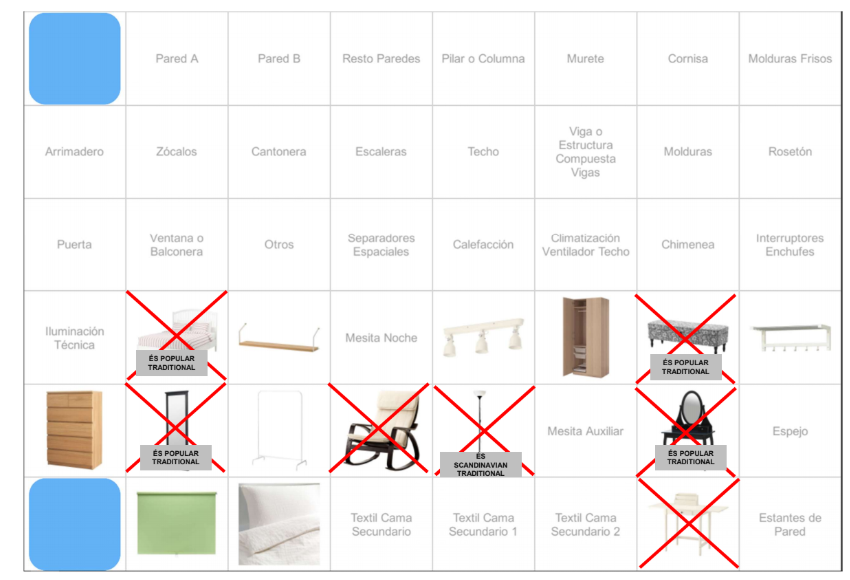 Pared A
Pared B
Resto Paredes
Pilar o Columna
Murete
Cornisa
Molduras Frisos
Arrimadero
Zócalos
Cantonera
Escaleras
Techo
Viga o
Estructura
Compuesta
Vigas
Molduras
Rosetón
Puerta
Ventana o
Balconera
Otros
Separadores
Espaciales
Calefacción
Climatización
Ventilador Techo
Chimenea
Interruptores
Enchufes
Iluminación
Técnica
ÉS POPULAR
TRADITIONAL
Mesita Noche
ÉS POPULAR
TRADITIONAL
ÉS POPULAR
TRADITIONAL
ÉS
SCANDINAVIAN
TRADITIONAL
Mesita Auxiliar
ÉS POPULAR
TRADITIONAL
Espejo
Textil Cama
Secundario
Textil Cama
Secundario 1
Textil Cama
Secundario 2
Estantes de
Pared